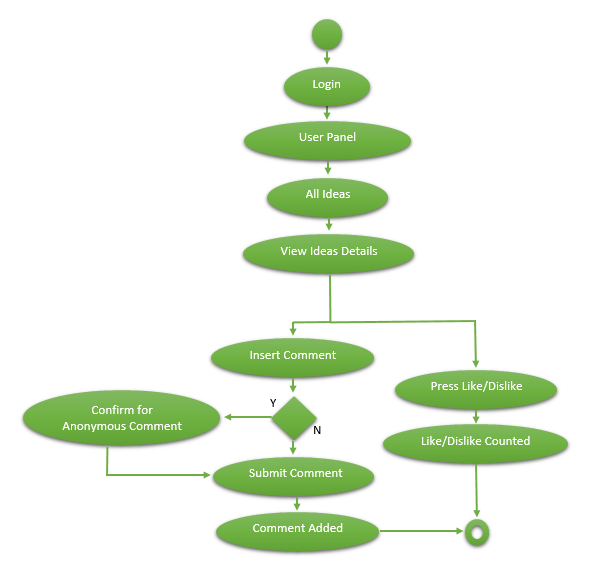 Login
User Panel
All Ideas
View Ideas Details
Insert Comment
Press Like/Dislike
Y
Confirm for
Anonymous Comment
N
Like/Dislike Counted
Submit Comment
Comment Added